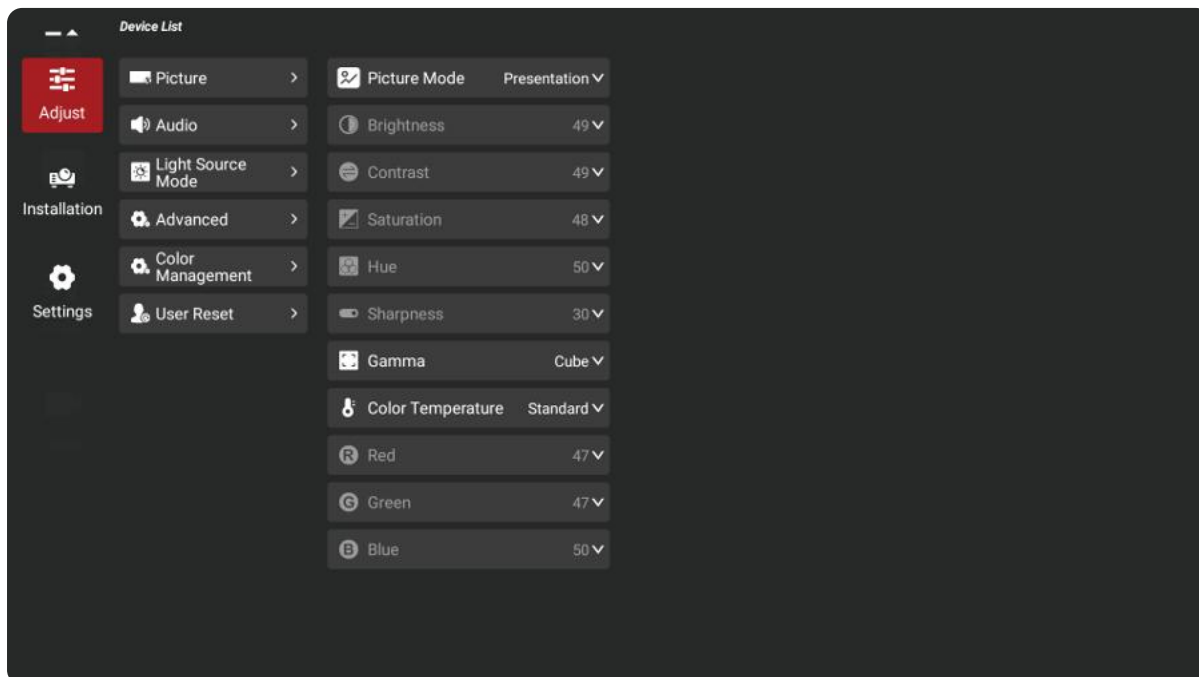 Device List
Adjust
Installation
Settings
Picture
Audio
Light Source
Mode
Advanced
Color
Management
User Reset
Picture Mode Presentation
Brightness 49
Contrast 49
Saturation 48
Hue 50
Sharpness 30
Gamma Cube
Color Temperature Standard
R Red 47
G Green 47
B Blue 50